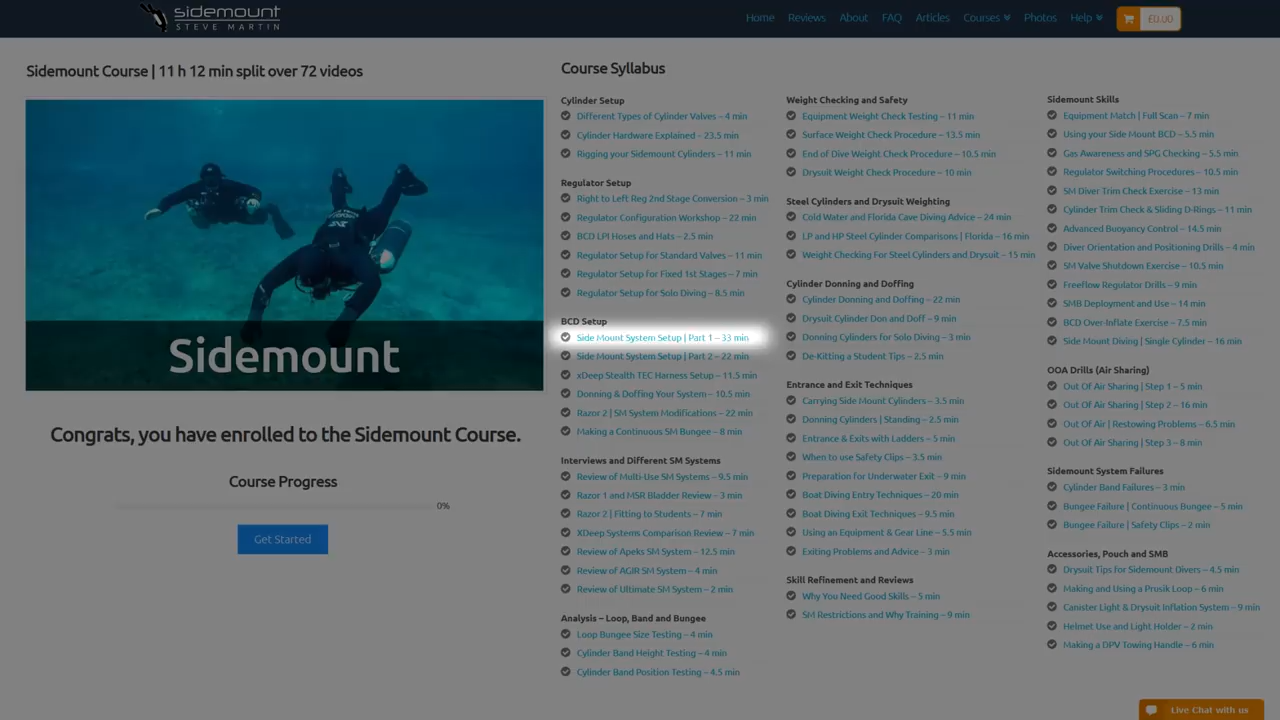 sidemount
STEVE MARTIN
Home Reviews About FAQ Articles Courses Photos Help £0.00
Sidemount Course | 11 h 12 min split over 72 videos
Sidemount
Congrats, you have enrolled to the Sidemount Course.
Course Progress
0%
Get Started
Course Syllabus
Cylinder Setup
Different Types of Cylinder Valves – 4 min
Cylinder Hardware Explained – 23.5 min
Rigging your Sidemount Cylinders – 11 min
Regulator Setup
Right to Left Reg 2nd Stage Conversion – 3 min
Regulator Configuration Workshop – 22 min
BCD LPI Hoses and Hats – 2.5 min
Regulator Setup for Standard Valves – 11 min
Regulator Setup for Fixed 1st Stages – 7 min
Regulator Setup for Solo Diving – 8.5 min
BCD Setup
Side Mount System Setup | Part 1 – 33 min
Side Mount System Setup | Part 2 – 22 min
xDeep Stealth TEC Harness Setup – 11.5 min
Donning & Doffing Your System – 10.5 min
Razor 2 | SM System Modifications – 22 min
Making a Continuous SM Bungee – 8 min
Interviews and Different SM Systems
Review of Multi-Use SM Systems – 9.5 min
Razor 1 and MSR Bladder Review – 3 min
Razor 2 | Fitting to Students – 7 min
XDeep Systems Comparison Review – 7 min
Review of Apeks SM System – 12.5 min
Review of AGIR SM System – 4 min
Review of Ultimate SM System – 2 min
Analysis – Loop, Band and Bungee
Loop Bungee Size Testing – 4 min
Cylinder Band Height Testing – 4 min
Cylinder Band Position Testing – 4.5 min
Weight Checking and Safety
Equipment Weight Check Testing – 11 min
Surface Weight Check Procedure – 13.5 min
End of Dive Weight Check Procedure – 10.5 min
Drysuit Weight Check Procedure – 10 min
Steel Cylinders and Drysuit Weighting
Cold Water and Florida Cave Diving Advice – 24 min
LP and HP Steel Cylinder Comparisons | Florida – 16 min
Weight Checking For Steel Cylinders and Drysuit – 15 min
Cylinder Donning and Doffing
Cylinder Donning and Doffing – 22 min
Drysuit Cylinder Don and Doff – 9 min
Donning Cylinders for Solo Diving – 3 min
De-Kitting a Student Tips – 2.5 min
Entrance and Exit Techniques
Carrying Side Mount Cylinders – 3.5 min
Donning Cylinders | Standing – 2.5 min
Entrance & Exits with Ladders – 5 min
When to use Safety Clips – 3.5 min
Preparation for Underwater Exit – 9 min
Boat Diving Entry Techniques – 20 min
Boat Diving Exit Techniques – 9.5 min
Using an Equipment & Gear Line – 5.5 min
Exiting Problems and Advice – 3 min
Skill Refinement and Reviews
Why You Need Good Skills – 5 min
SM Restrictions and Why Training – 9 min
Sidemount Skills
Equipment Match | Full Scan – 7 min
Using your Side Mount BCD – 5.5 min
Gas Awareness and SPG Checking – 5.5 min
Regulator Switching Procedures – 10.5 min
SM Diver Trim Check Exercise – 13 min
Cylinder Trim Check & Sliding D-Rings – 11 min
Advanced Buoyancy Control – 14.5 min
Diver Orientation and Positioning Drills – 4 min
SM Valve Shutdown Exercise – 10.5 min
Freeflow Regulator Drills – 9 min
SMB Deployment and Use – 14 min
BCD Over-Inflate Exercise – 7.5 min
Side Mount Diving | Single Cylinder – 16 min
OOA Drills (Air Sharing)
Out Of Air Sharing | Step 1 – 5 min
Out Of Air Sharing | Step 2 – 16 min
Out Of Air | Restowing Problems – 6.5 min
Out Of Air Sharing | Step 3 – 8 min
Sidemount System Failures
Cylinder Band Failures – 3 min
Bungee Failure | Continuous Bungee – 5 min
Bungee Failure | Safety Clips – 2 min
Accessories, Pouch and SMB
Drysuit Tips for Sidemount Divers – 4.5 min
Making and Using a Prusik Loop – 6 min
Canister Light & Drysuit Inflation System – 9 min
Helmet Use and Light Holder – 2 min
Making a DPV Towing Handle – 6 min
Live Chat with us